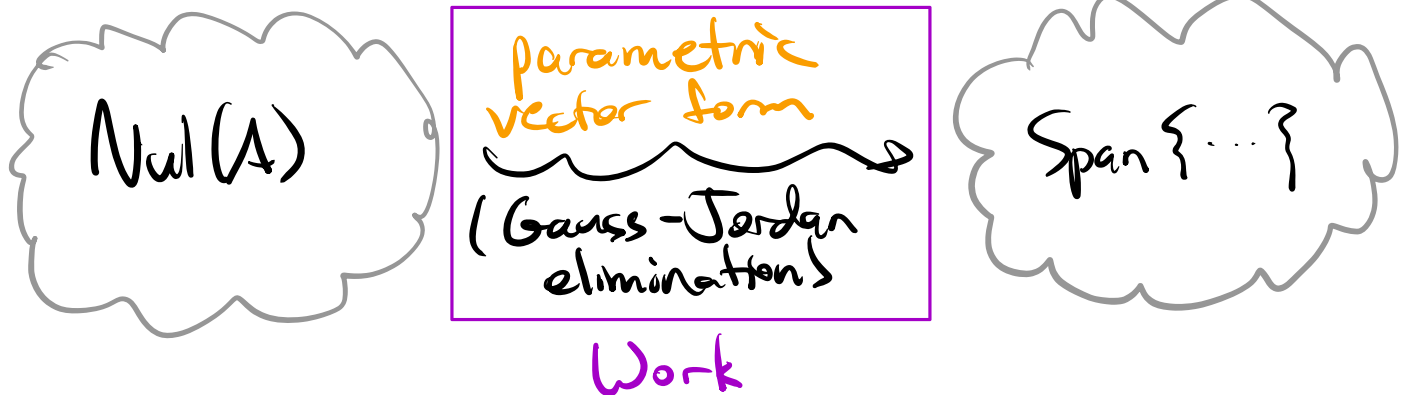 Nul(A)
parametric
vector form
(Gauss-Jordan
elimination)
Work
Span {...}